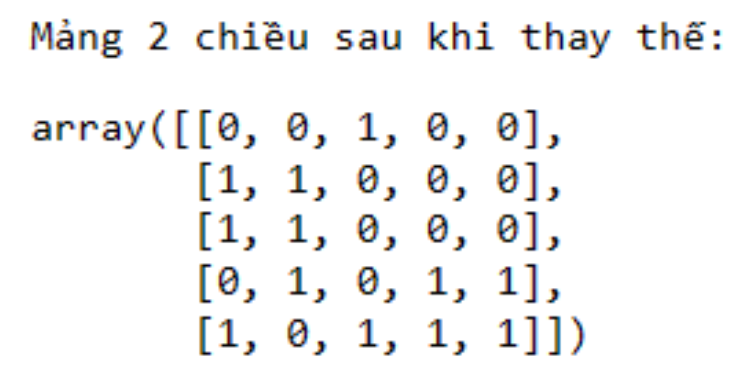 Mảng 2 chiều sau khi thay thế:
array([[0, 0, 1, 0, 0],
[1, 1, 0, 0, 0],
[1, 1, 0, 0, 0],
[0, 1, 0, 1, 1],
[1, 0, 1, 1, 1]])